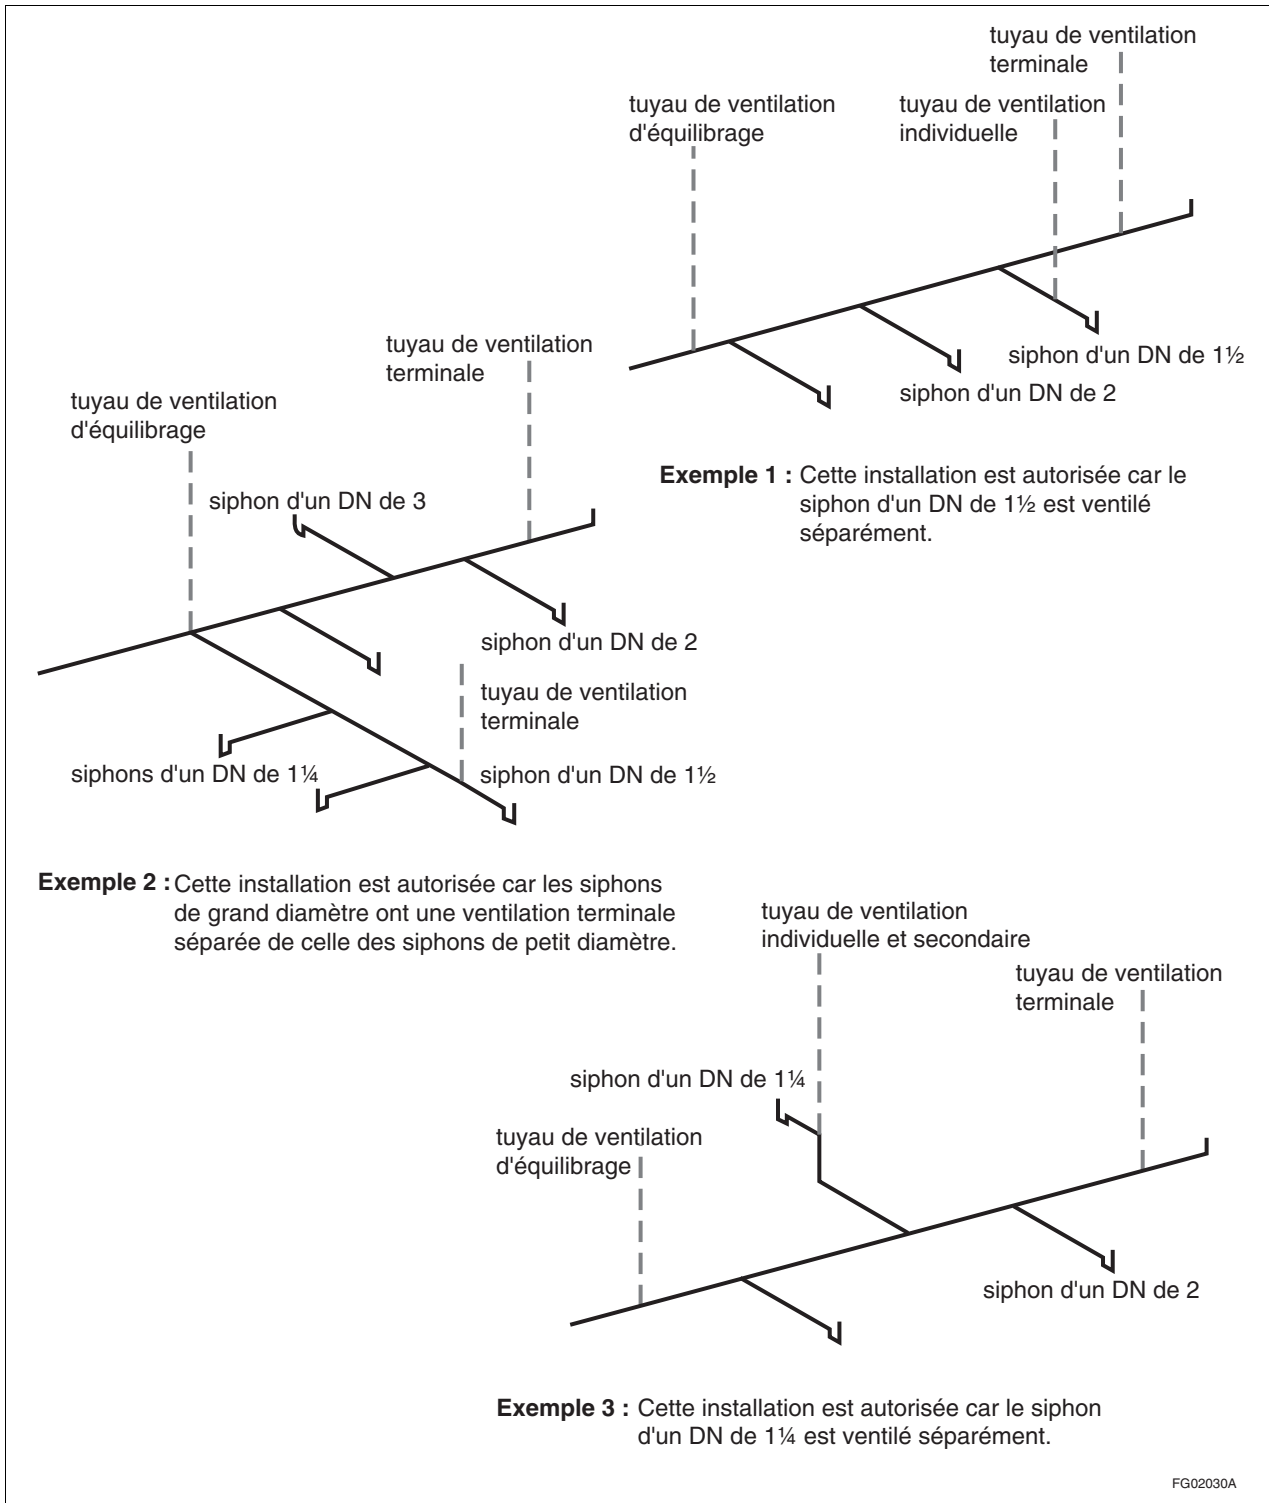 tuyau de ventilation
terminale
tuyau de ventilation
d'équilibrage
tuyau de ventilation
individuelle
siphon d'un DN de 1½
siphon d'un DN de 2
Exemple 1 : Cette installation est autorisée car le
siphon d'un DN de 1½ est ventilé
séparément.
tuyau de ventilation
terminale
tuyau de ventilation
d'équilibrage
siphon d'un DN de 3
siphon d'un DN de 2
tuyau de ventilation
terminale
siphons d'un DN de 1¼
siphon d'un DN de 1½
Exemple 2 : Cette installation est autorisée car les siphons
de grand diamètre ont une ventilation terminale
séparée de celle des siphons de petit diamètre.
tuyau de ventilation
individuelle et secondaire
tuyau de ventilation
terminale
siphon d'un DN de 1¼
tuyau de ventilation
d'équilibrage
siphon d'un DN de 2
Exemple 3 : Cette installation est autorisée car le siphon
d'un DN de 1¼ est ventilé séparément.
FG02030A